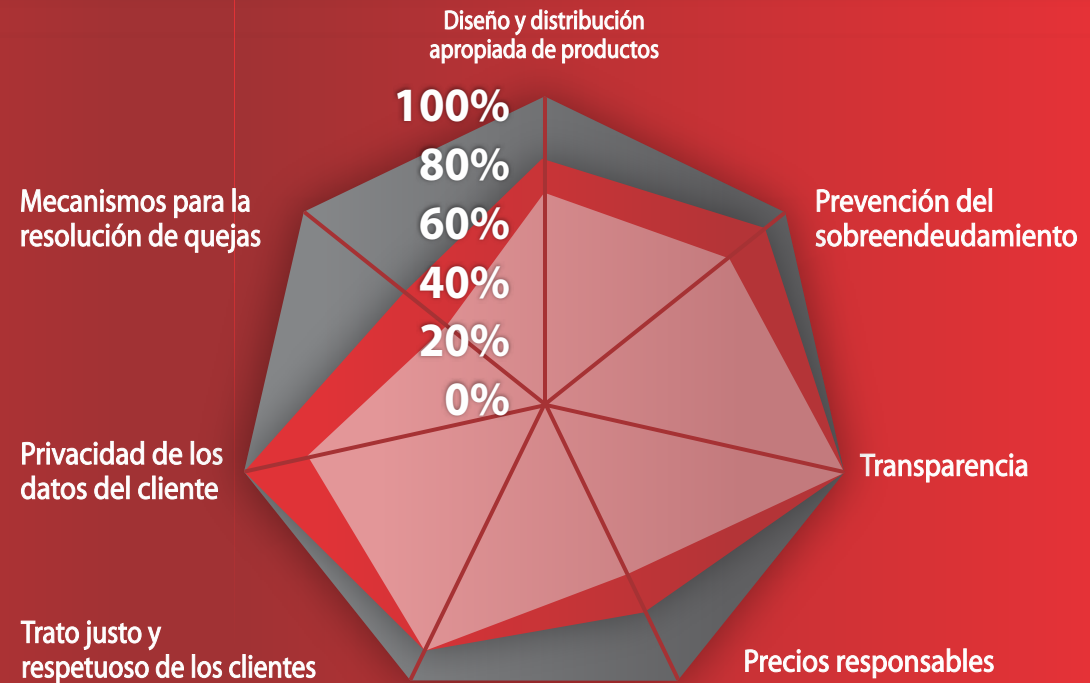 Diseño y distribución
apropiada de productos
100%
80%
60%
40%
20%
0%
Mecanismos para la
resolución de quejas
Prevención del
sobreendeudamiento
Privacidad de los
datos del cliente
Transparencia
Trato justo y
respetuoso de los clientes
Precios responsables